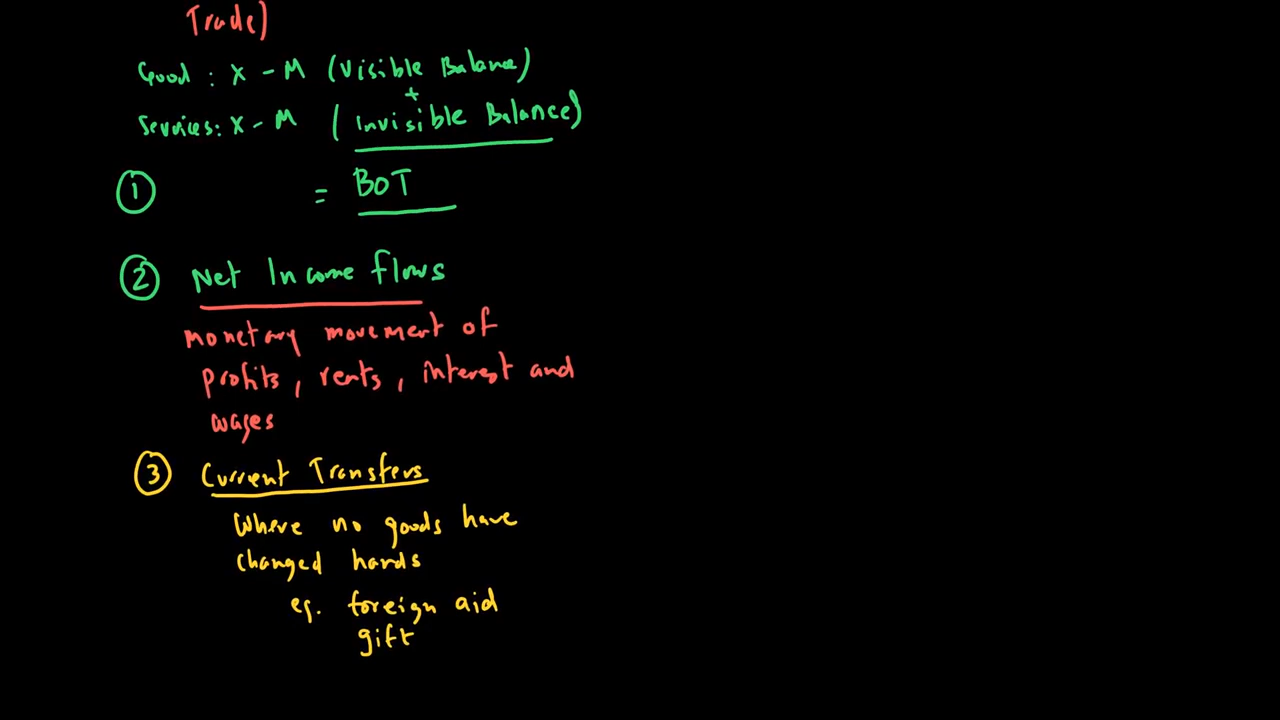 Trade)
Good : X - M (Visible Balance)
+
Services: X - M (Invisible Balance)
1 = BOT
2 Net Income flows
monetary movement of
profits, rents, interest and
wages
3 Current Transfers
Where no goods have
changed hands
eg. foreign aid
gift